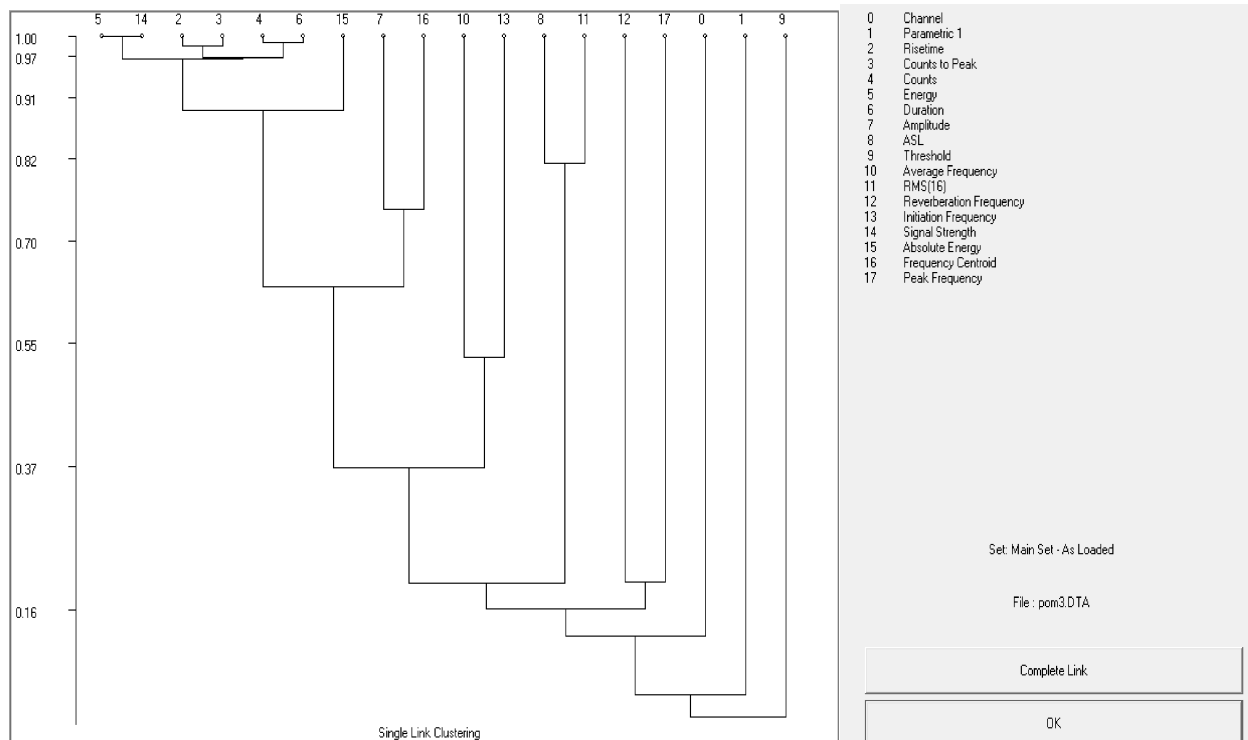 5 14 2 3 4 6 15 7 16 10 13 8 11 12 17 0 1 9
1.00
0.97
0.91
0.82
0.70
0.55
0.37
0.16
Single Link Clustering
0 Channel
1 Parametric 1
2 Risetime
3 Counts to Peak
4 Counts
5 Energy
6 Duration
7 Amplitude
8 ASL
9 Threshold
10 Average Frequency
11 RMS(16)
12 Reverberation Frequency
13 Initiation Frequency
14 Signal Strength
15 Absolute Energy
16 Frequency Centroid
17 Peak Frequency
Set: Main Set - As Loaded
File : pom3.DTA
Complete Link
OK